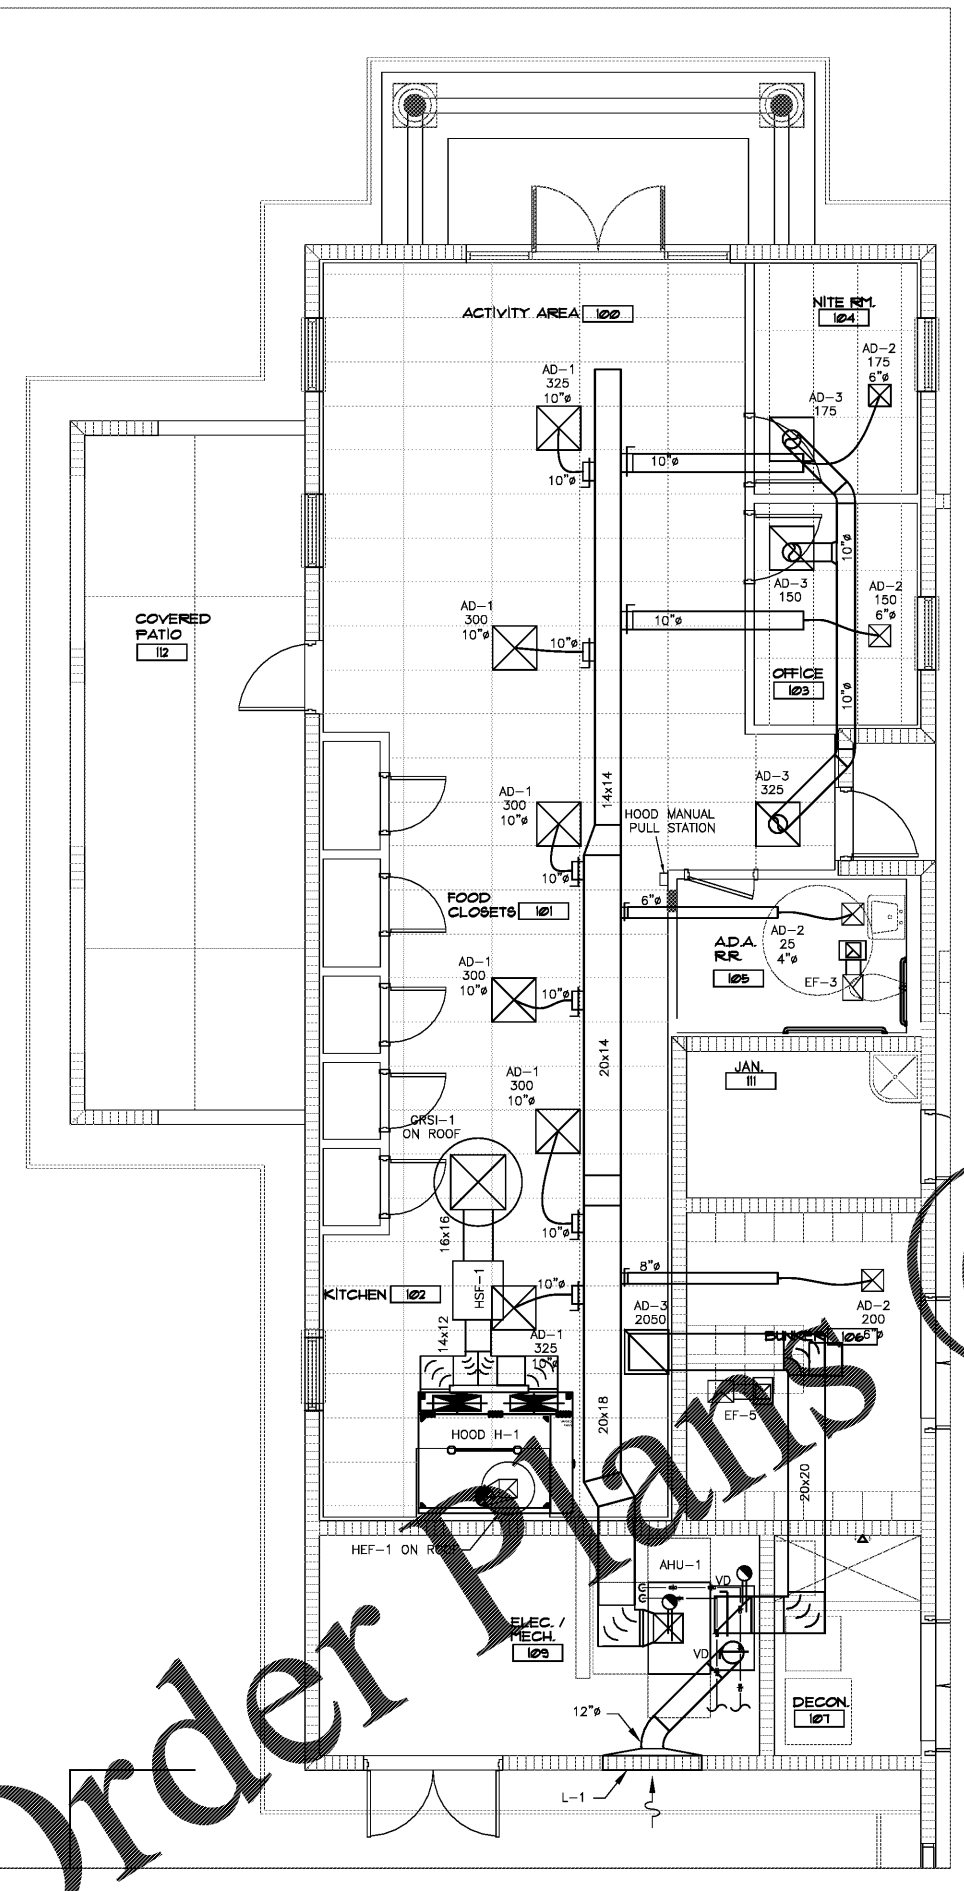 ACTIVITY AREA 100
NITE RM.
104
AD-2
175
6"ø
AD-1
325
10"ø
AD-3
175
10"ø
10"ø
10"ø
AD-3
150
AD-2
150
6"ø
AD-1
300
10"ø
10"ø
10"ø
COVERED
PATIO
112
OFFICE
103
10"ø
14x14
AD-3
325
AD-1
300
10"ø
HOOD MANUAL
PULL STATION
10"ø
FOOD
CLOSETS 101
6"ø
A.D.A.
R.R.
105
AD-2
25
4"ø
EF-3
AD-1
300
10"ø
10"ø
20x14
JAN.
111
AD-1
300
10"ø
GRSI-1
ON ROOF
16x16
10"ø
8"ø
KITCHEN 102
HSF-1
10"ø
AD-3
2050
AD-2
200
6"ø
BUNKER 106
14x12
AD-1
325
10"ø
EF-5
HOOD H-1
20x18
20x20
HEF-1 ON ROOF
AHU-1
VD
ELEC. /
MECH.
109
VD
DECON.
107
12"ø
L-1
Order Plans